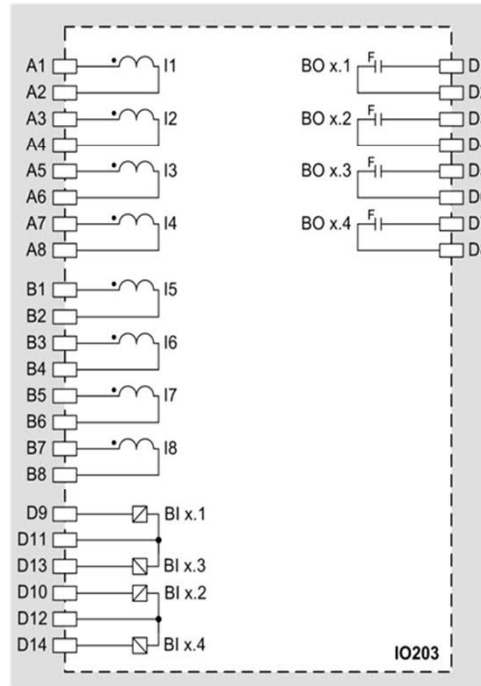 A1 I1 BO x.1 F D
A2
A3 I2 BO x.2 F
A4
A5 I3 BO x.3 F
A6
A7 I4 BO x.4 F
A8
B1 I5
B2
B3 I6
B4
B5 I7
B6
B7 I8
B8
D9 BI x.1
D11
D13 BI x.3
D10 BI x.2
D12
D14 BI x.4
IO203